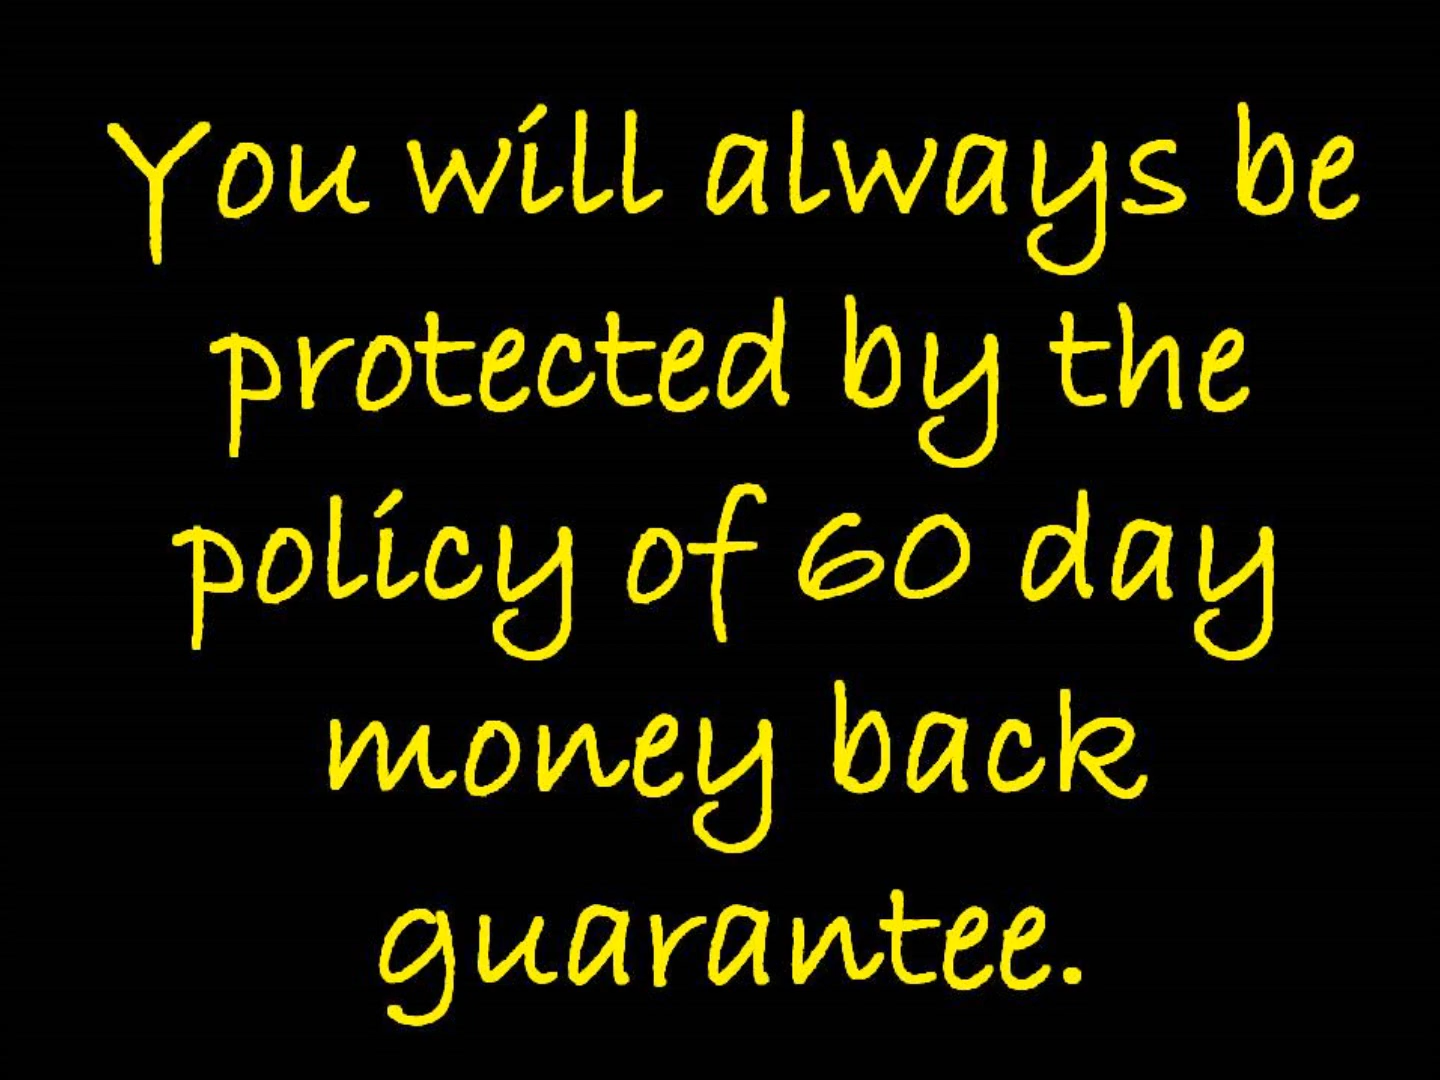 You will always be
protected by the
policy of 60 day
money back
guarantee.